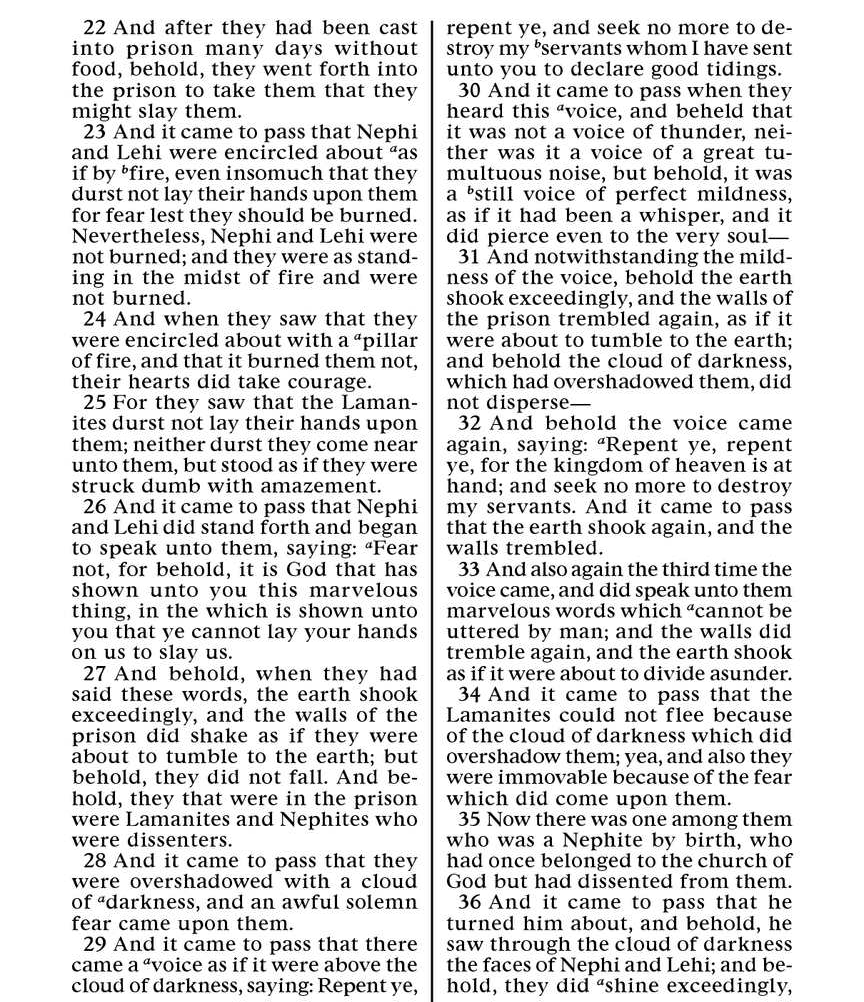 22 And after they had been cast
into prison many days without
food, behold, they went forth into
the prison to take them that they
might slay them.
23 And it came to pass that Nephi
and Lehi were encircled about ᵃas
if by ᵇfire, even insomuch that they
durst not lay their hands upon them
for fear lest they should be burned.
Nevertheless, Nephi and Lehi were
not burned; and they were as stand-
ing in the midst of fire and were
not burned.
24 And when they saw that they
were encircled about with a ᵃpillar
of fire, and that it burned them not,
their hearts did take courage.
25 For they saw that the Laman-
ites durst not lay their hands upon
them; neither durst they come near
unto them, but stood as if they were
struck dumb with amazement.
26 And it came to pass that Nephi
and Lehi did stand forth and began
to speak unto them, saying: ᵃFear
not, for behold, it is God that has
shown unto you this marvelous
thing, in the which is shown unto
you that ye cannot lay your hands
on us to slay us.
27 And behold, when they had
said these words, the earth shook
exceedingly, and the walls of the
prison did shake as if they were
about to tumble to the earth; but
behold, they did not fall. And be-
hold, they that were in the prison
were Lamanites and Nephites who
were dissenters.
28 And it came to pass that they
were overshadowed with a cloud
of ᵃdarkness, and an awful solemn
fear came upon them.
29 And it came to pass that there
came a ᵃvoice as if it were above the
cloud of darkness, saying: Repent ye,
repent ye, and seek no more to de-
stroy my ᵇservants whom I have sent
unto you to declare good tidings.
30 And it came to pass when they
heard this ᵃvoice, and beheld that
it was not a voice of thunder, nei-
ther was it a voice of a great tu-
multuous noise, but behold, it was
a ᵇstill voice of perfect mildness,
as if it had been a whisper, and it
did pierce even to the very soul—
31 And notwithstanding the mild-
ness of the voice, behold the earth
shook exceedingly, and the walls of
the prison trembled again, as if it
were about to tumble to the earth;
and behold the cloud of darkness,
which had overshadowed them, did
not disperse—
32 And behold the voice came
again, saying: ᵃRepent ye, repent
ye, for the kingdom of heaven is at
hand; and seek no more to destroy
my servants. And it came to pass
that the earth shook again, and the
walls trembled.
33 And also again the third time the
voice came, and did speak unto them
marvelous words which ᵃcannot be
uttered by man; and the walls did
tremble again, and the earth shook
as if it were about to divide asunder.
34 And it came to pass that the
Lamanites could not flee because
of the cloud of darkness which did
overshadow them; yea, and also they
were immovable because of the fear
which did come upon them.
35 Now there was one among them
who was a Nephite by birth, who
had once belonged to the church of
God but had dissented from them.
36 And it came to pass that he
turned him about, and behold, he
saw through the cloud of darkness
the faces of Nephi and Lehi; and be-
hold, they did ᵃshine exceedingly,